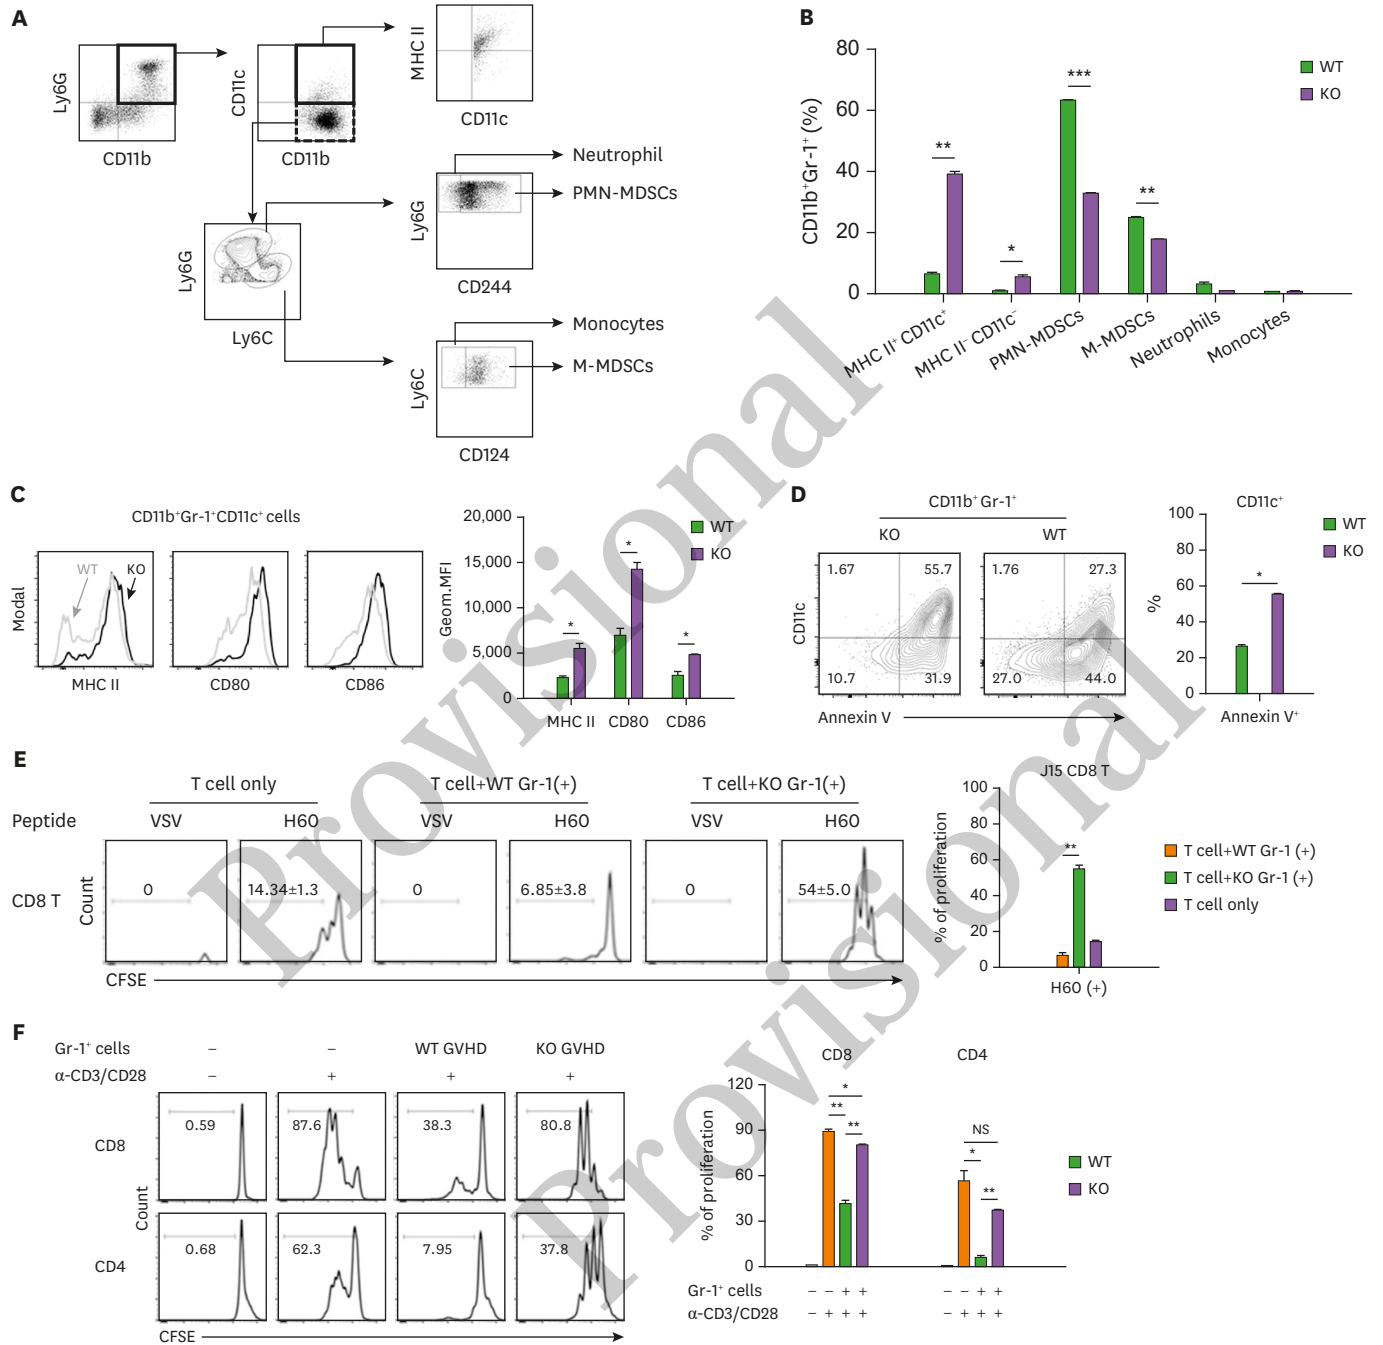 A
Ly6G
CD11b
CD11c
CD11b
MHC II
CD11c
Neutrophil
PMN-MDSCs
Ly6G
CD244
Ly6G
Ly6C
Monocytes
M-MDSCs
Ly6C
CD124
B
CD11b⁺Gr-1⁺ (%)
80
60
40
20
0
** * *** **
WT
KO
MHC II⁺ CD11c⁺
MHC II⁻ CD11c⁻
PMN-MDSCs
M-MDSCs
Neutrophils
Monocytes
C
CD11b⁺Gr-1⁺CD11c⁺ cells
Modal
WT KO
MHC II CD80 CD86
Geom.MFI
20,000
15,000
10,000
5,000
0
* * *
WT
KO
MHC II CD80 CD86
D
CD11b⁺ Gr-1⁺
KO WT
CD11c
1.67 55.7
10.7 31.9
1.76 27.3
27.0 44.0
Annexin V
CD11c⁺
%
100
80
60
40
20
0
*
Annexin V⁺
WT
KO
E
T cell only T cell+WT Gr-1(+) T cell+KO Gr-1(+)
Peptide VSV H60 VSV H60 VSV H60
CD8 T
Count
0 14.34±1.3 0 6.85±3.8 0 54±5.0
CFSE
J15 CD8 T
% of proliferation
100
80
60
40
20
0
**
H60 (+)
T cell+WT Gr-1 (+)
T cell+KO Gr-1 (+)
T cell only
F
Gr-1⁺ cells − − WT GVHD KO GVHD
α-CD3/CD28 − + + +
CD8
0.59 87.6 38.3 80.8
Count
CD4
0.68 62.3 7.95 37.8
CFSE
CD8 CD4
% of proliferation
120
90
60
30
0
* ** **
NS * **
WT
KO
Gr-1⁺ cells − − + + − − + +
α-CD3/CD28 − + + + − + + +
Provisional
Provisional